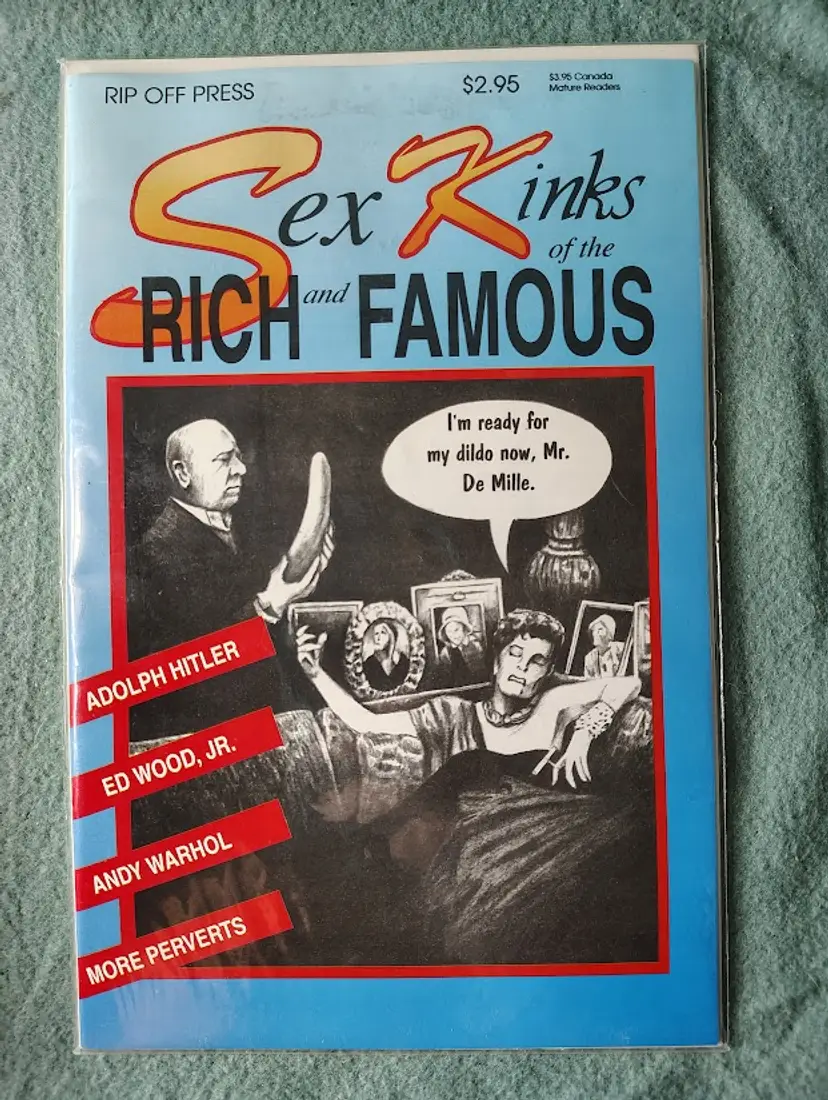 RIP OFF PRESS
$2.95
$3.95 Canada
Mature Readers
Sex Kinks
of the
RICH and FAMOUS
I'm ready for
my dildo now, Mr.
De Mille.
ADOLPH HITLER
ED WOOD, JR.
ANDY WARHOL
MORE PERVERTS